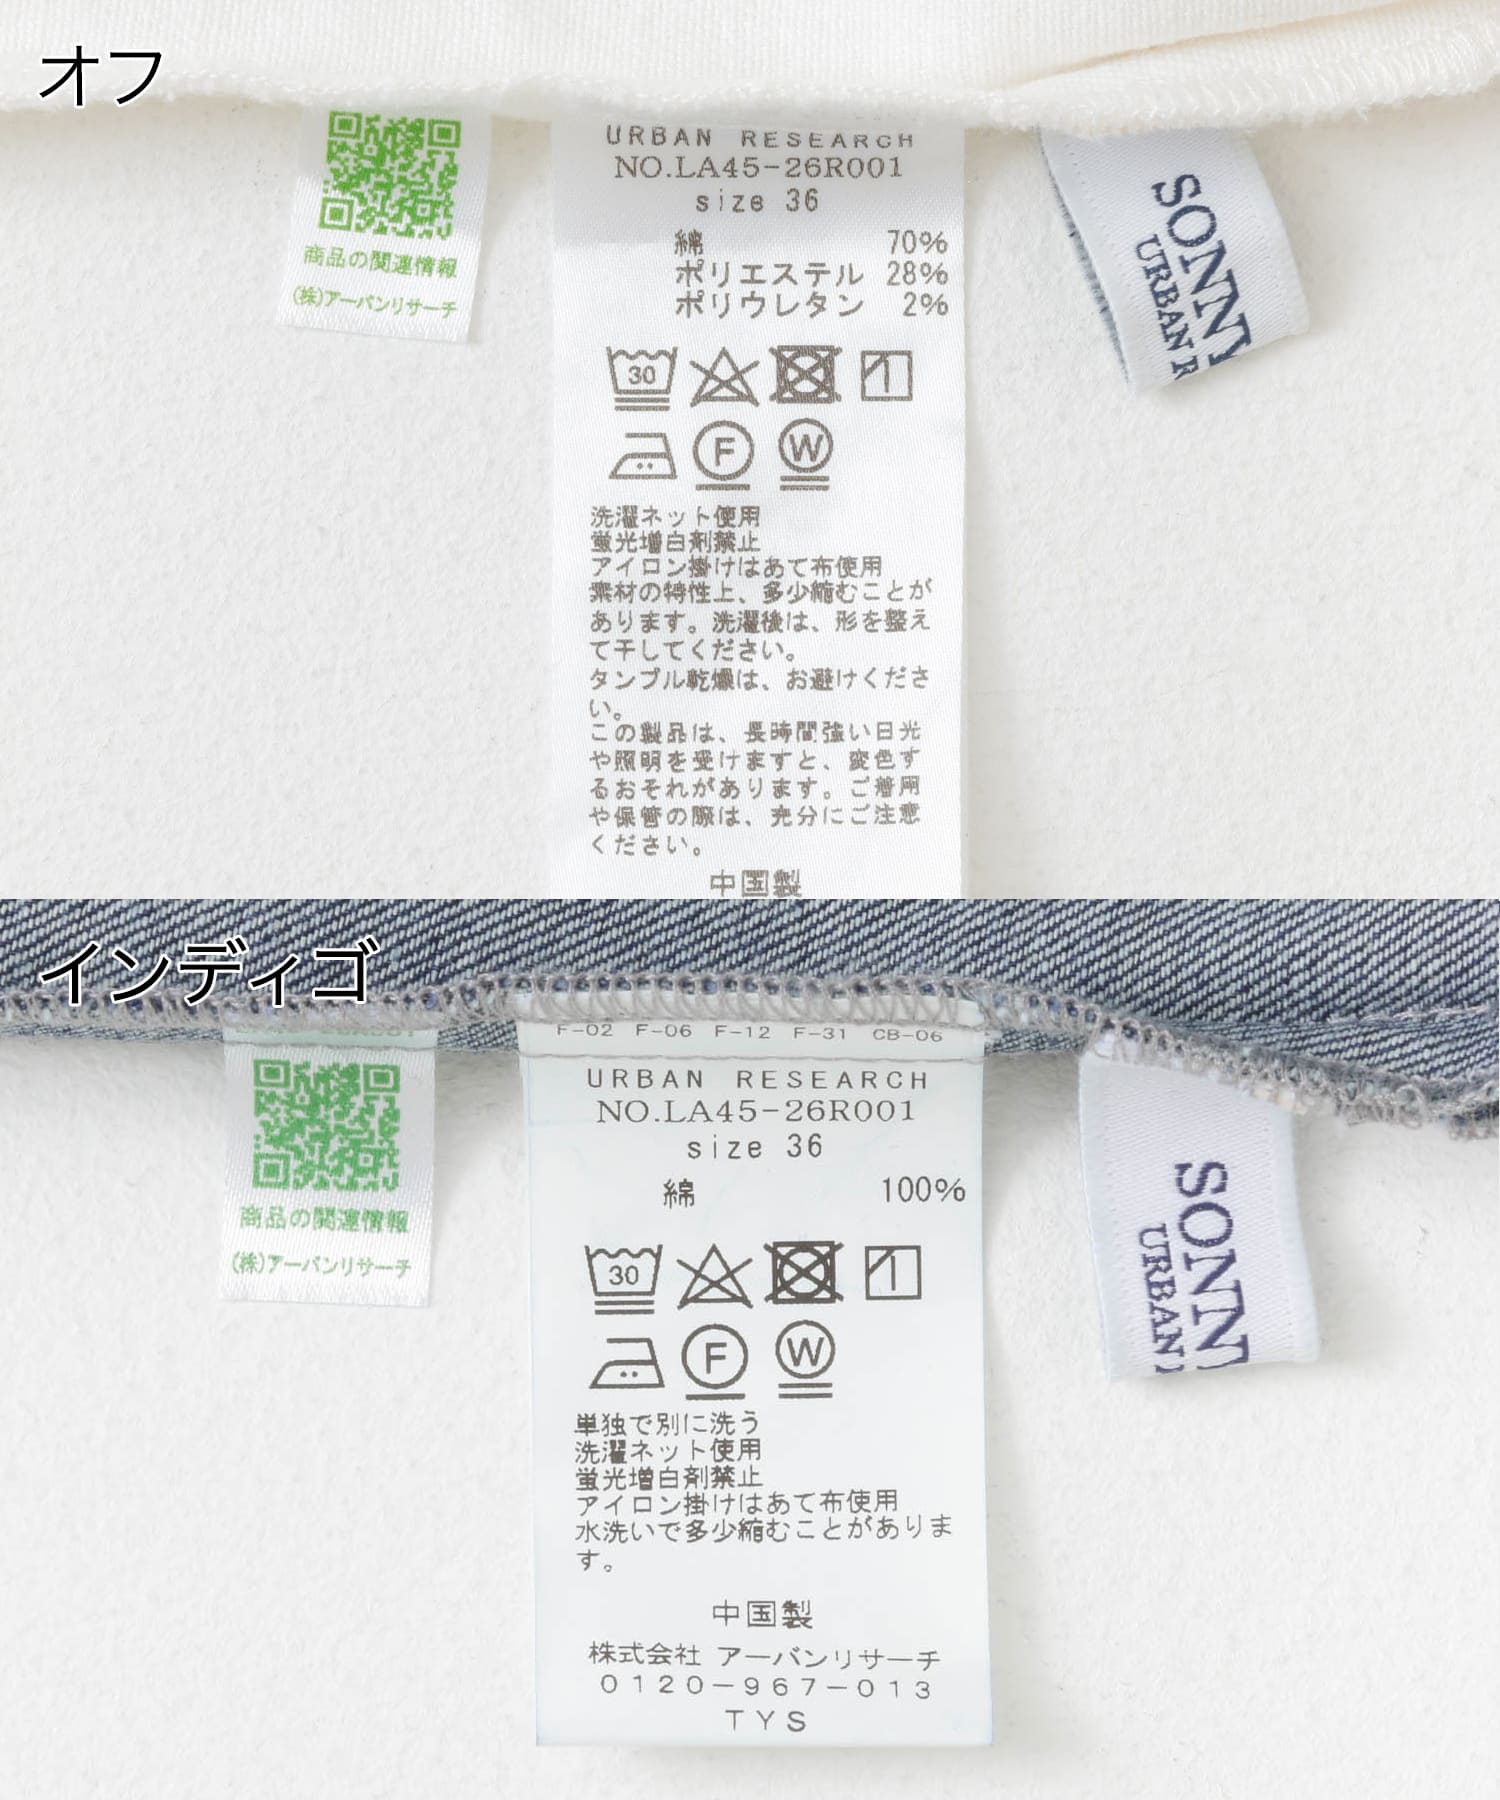 オフ
商品の関連情報
(株)アーバンリサーチ
URBAN RESEARCH
NO.LA45-26R001
size 36
綿 70%
ポリエステル 28%
ポリウレタン 2%
30
F W
洗濯ネット使用
蛍光増白剤禁止
アイロン掛けはあて布使用
素材の特性上、多少縮むことが
あります。洗濯後は、形を整え
て干してください。
タンブル乾燥は、お避けくださ
い。
この製品は、長時間強い日光
や照明を受けますと、変色す
るおそれがあります。ご着用
や保管の際は、充分にご注意
ください。
中国製
SONNY
URBAN R
インディゴ
商品の関連情報
(株)アーバンリサーチ
F-02 F-06 F-12 F-31 CB-06
URBAN RESEARCH
NO.LA45-26R001
size 36
綿 100%
30
F W
単独で別に洗う
洗濯ネット使用
蛍光増白剤禁止
アイロン掛けはあて布使用
水洗いで多少縮むことがありま
す。
中国製
株式会社 アーバンリサーチ
0120-967-013
TYS
SONN
URBAN